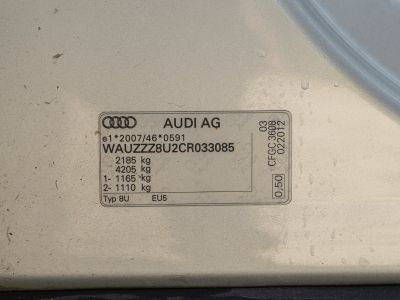 AUDI AG
e1*2007/46*0591
WAUZZZ8U2CR033085
2185 kg
4205 kg
1- 1165 kg
2- 1110 kg
Typ 8U EU5
03
CFGC 3608
022012
0,50